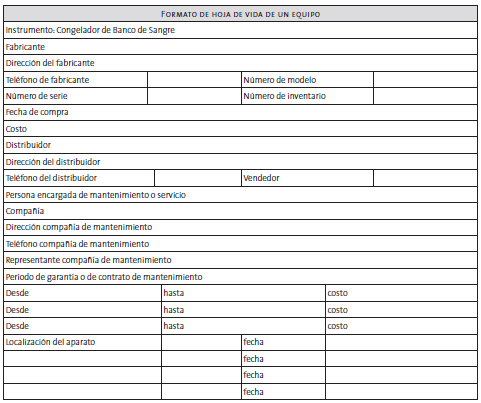 FORMATO DE HOJA DE VIDA DE UN EQUIPO
Instrumento: Congelador de Banco de Sangre
Fabricante
Dirección del fabricante
Teléfono de fabricante Número de modelo
Número de serie Número de inventario
Fecha de compra
Costo
Distribuidor
Dirección del distribuidor
Teléfono del distribuidor Vendedor
Persona encargada de mantenimiento o servicio
Compañía
Dirección compañía de mantenimiento
Teléfono compañía de mantenimiento
Representante compañía de mantenimiento
Período de garantía o de contrato de mantenimiento
Desde hasta costo
Desde hasta costo
Desde hasta costo
Localización del aparato fecha
fecha
fecha
fecha